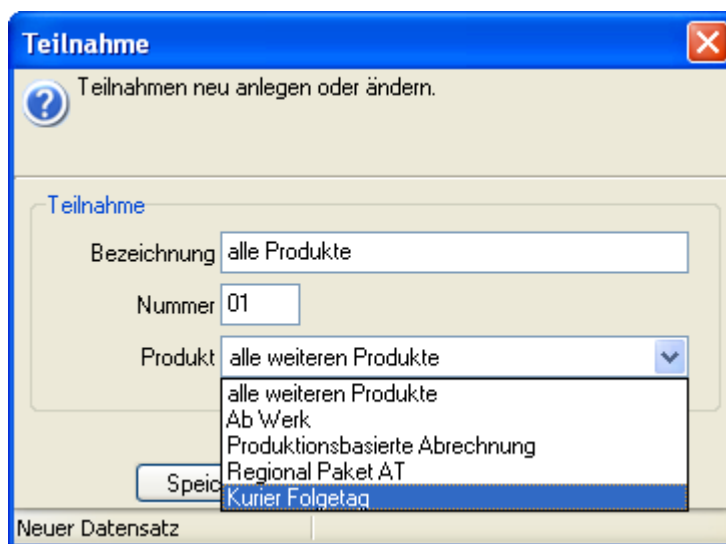 Teilnahme
Teilnahmen neu anlegen oder ändern.
Teilnahme
Bezeichnung alle Produkte
Nummer 01
Produkt alle weiteren Produkte
alle weiteren Produkte
Ab Werk
Produktionsbasierte Abrechnung
Regional Paket AT
Kurier Folgetag
Neuer Datensatz